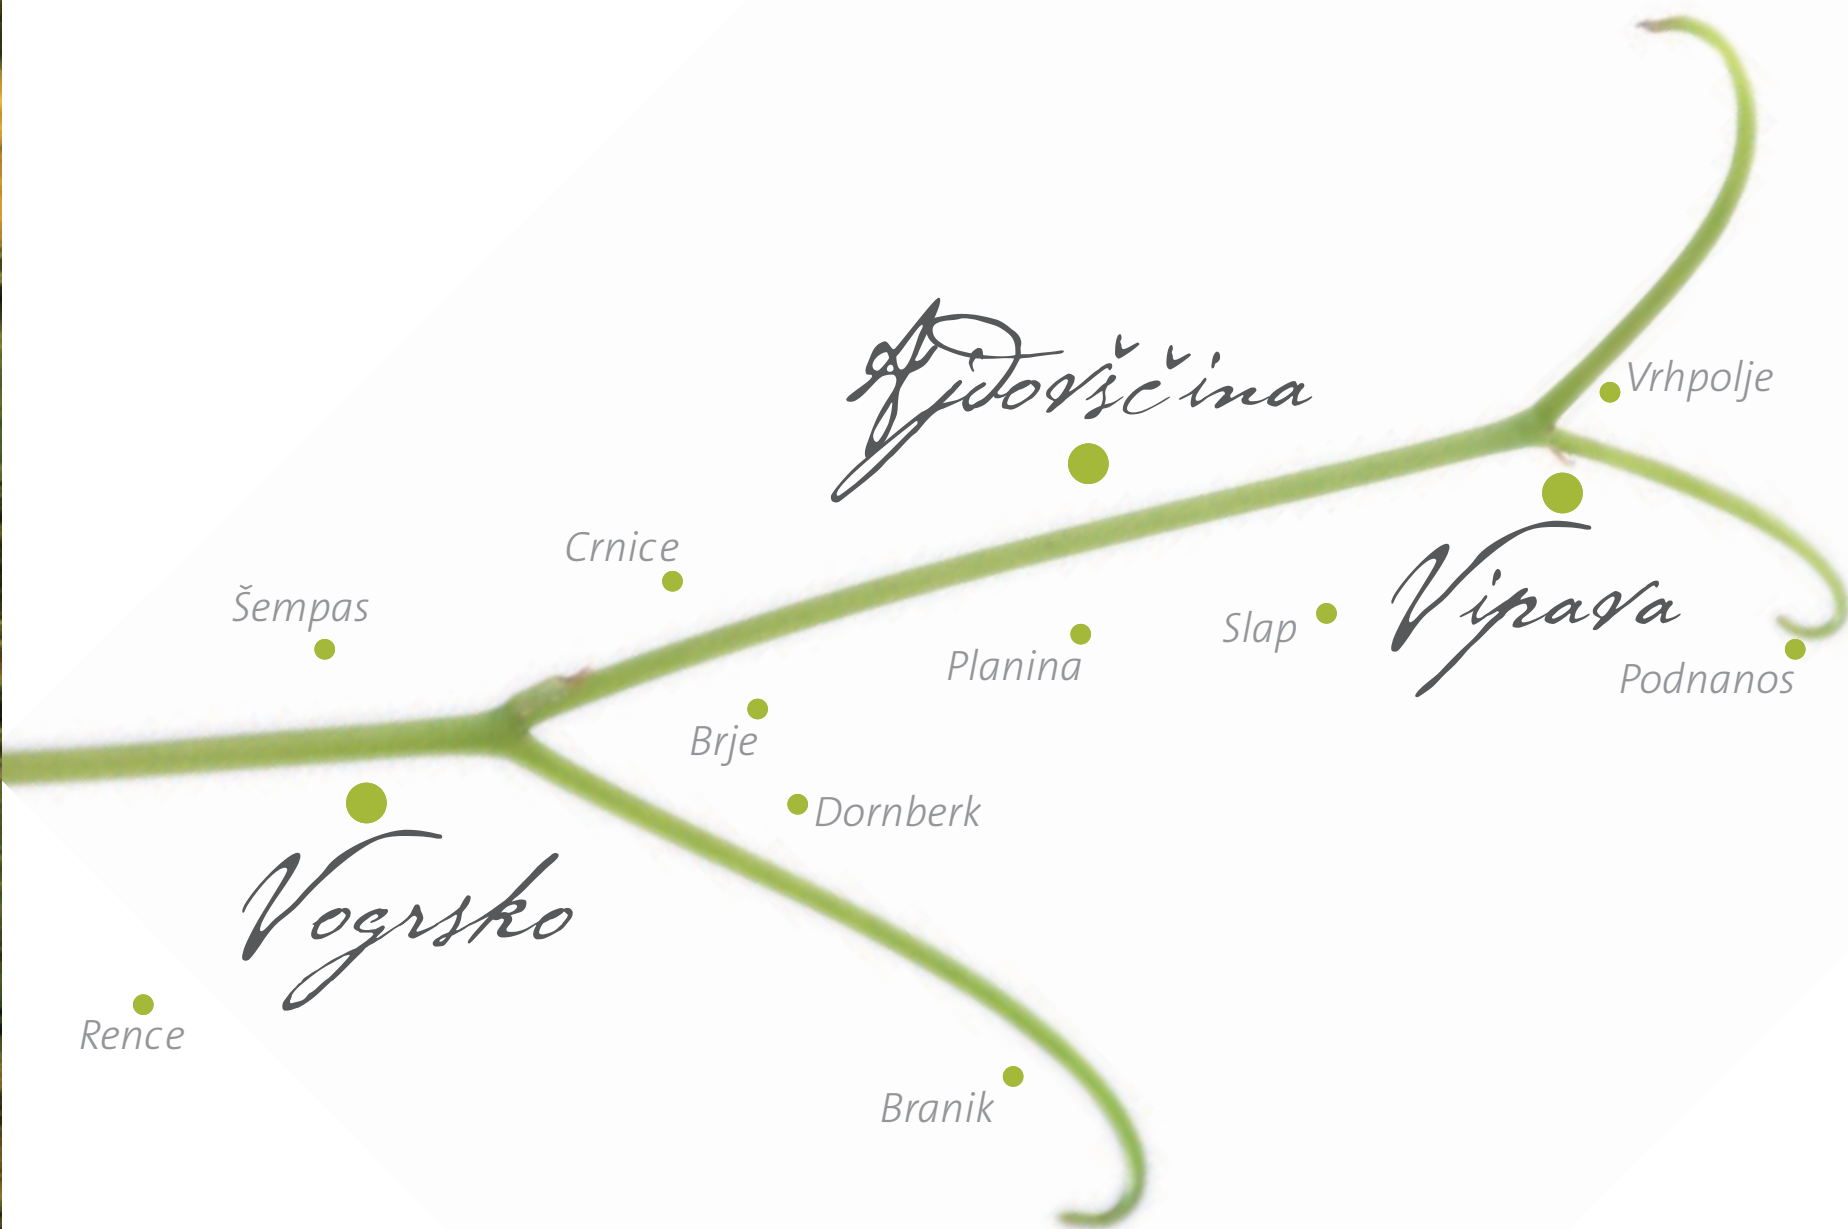 Ajdovščina
Vrhpolje
Crnice
Šempas
Vipava
Slap
Planina
Podnanos
Brje
Dornberk
Vogrsko
Rence
Branik